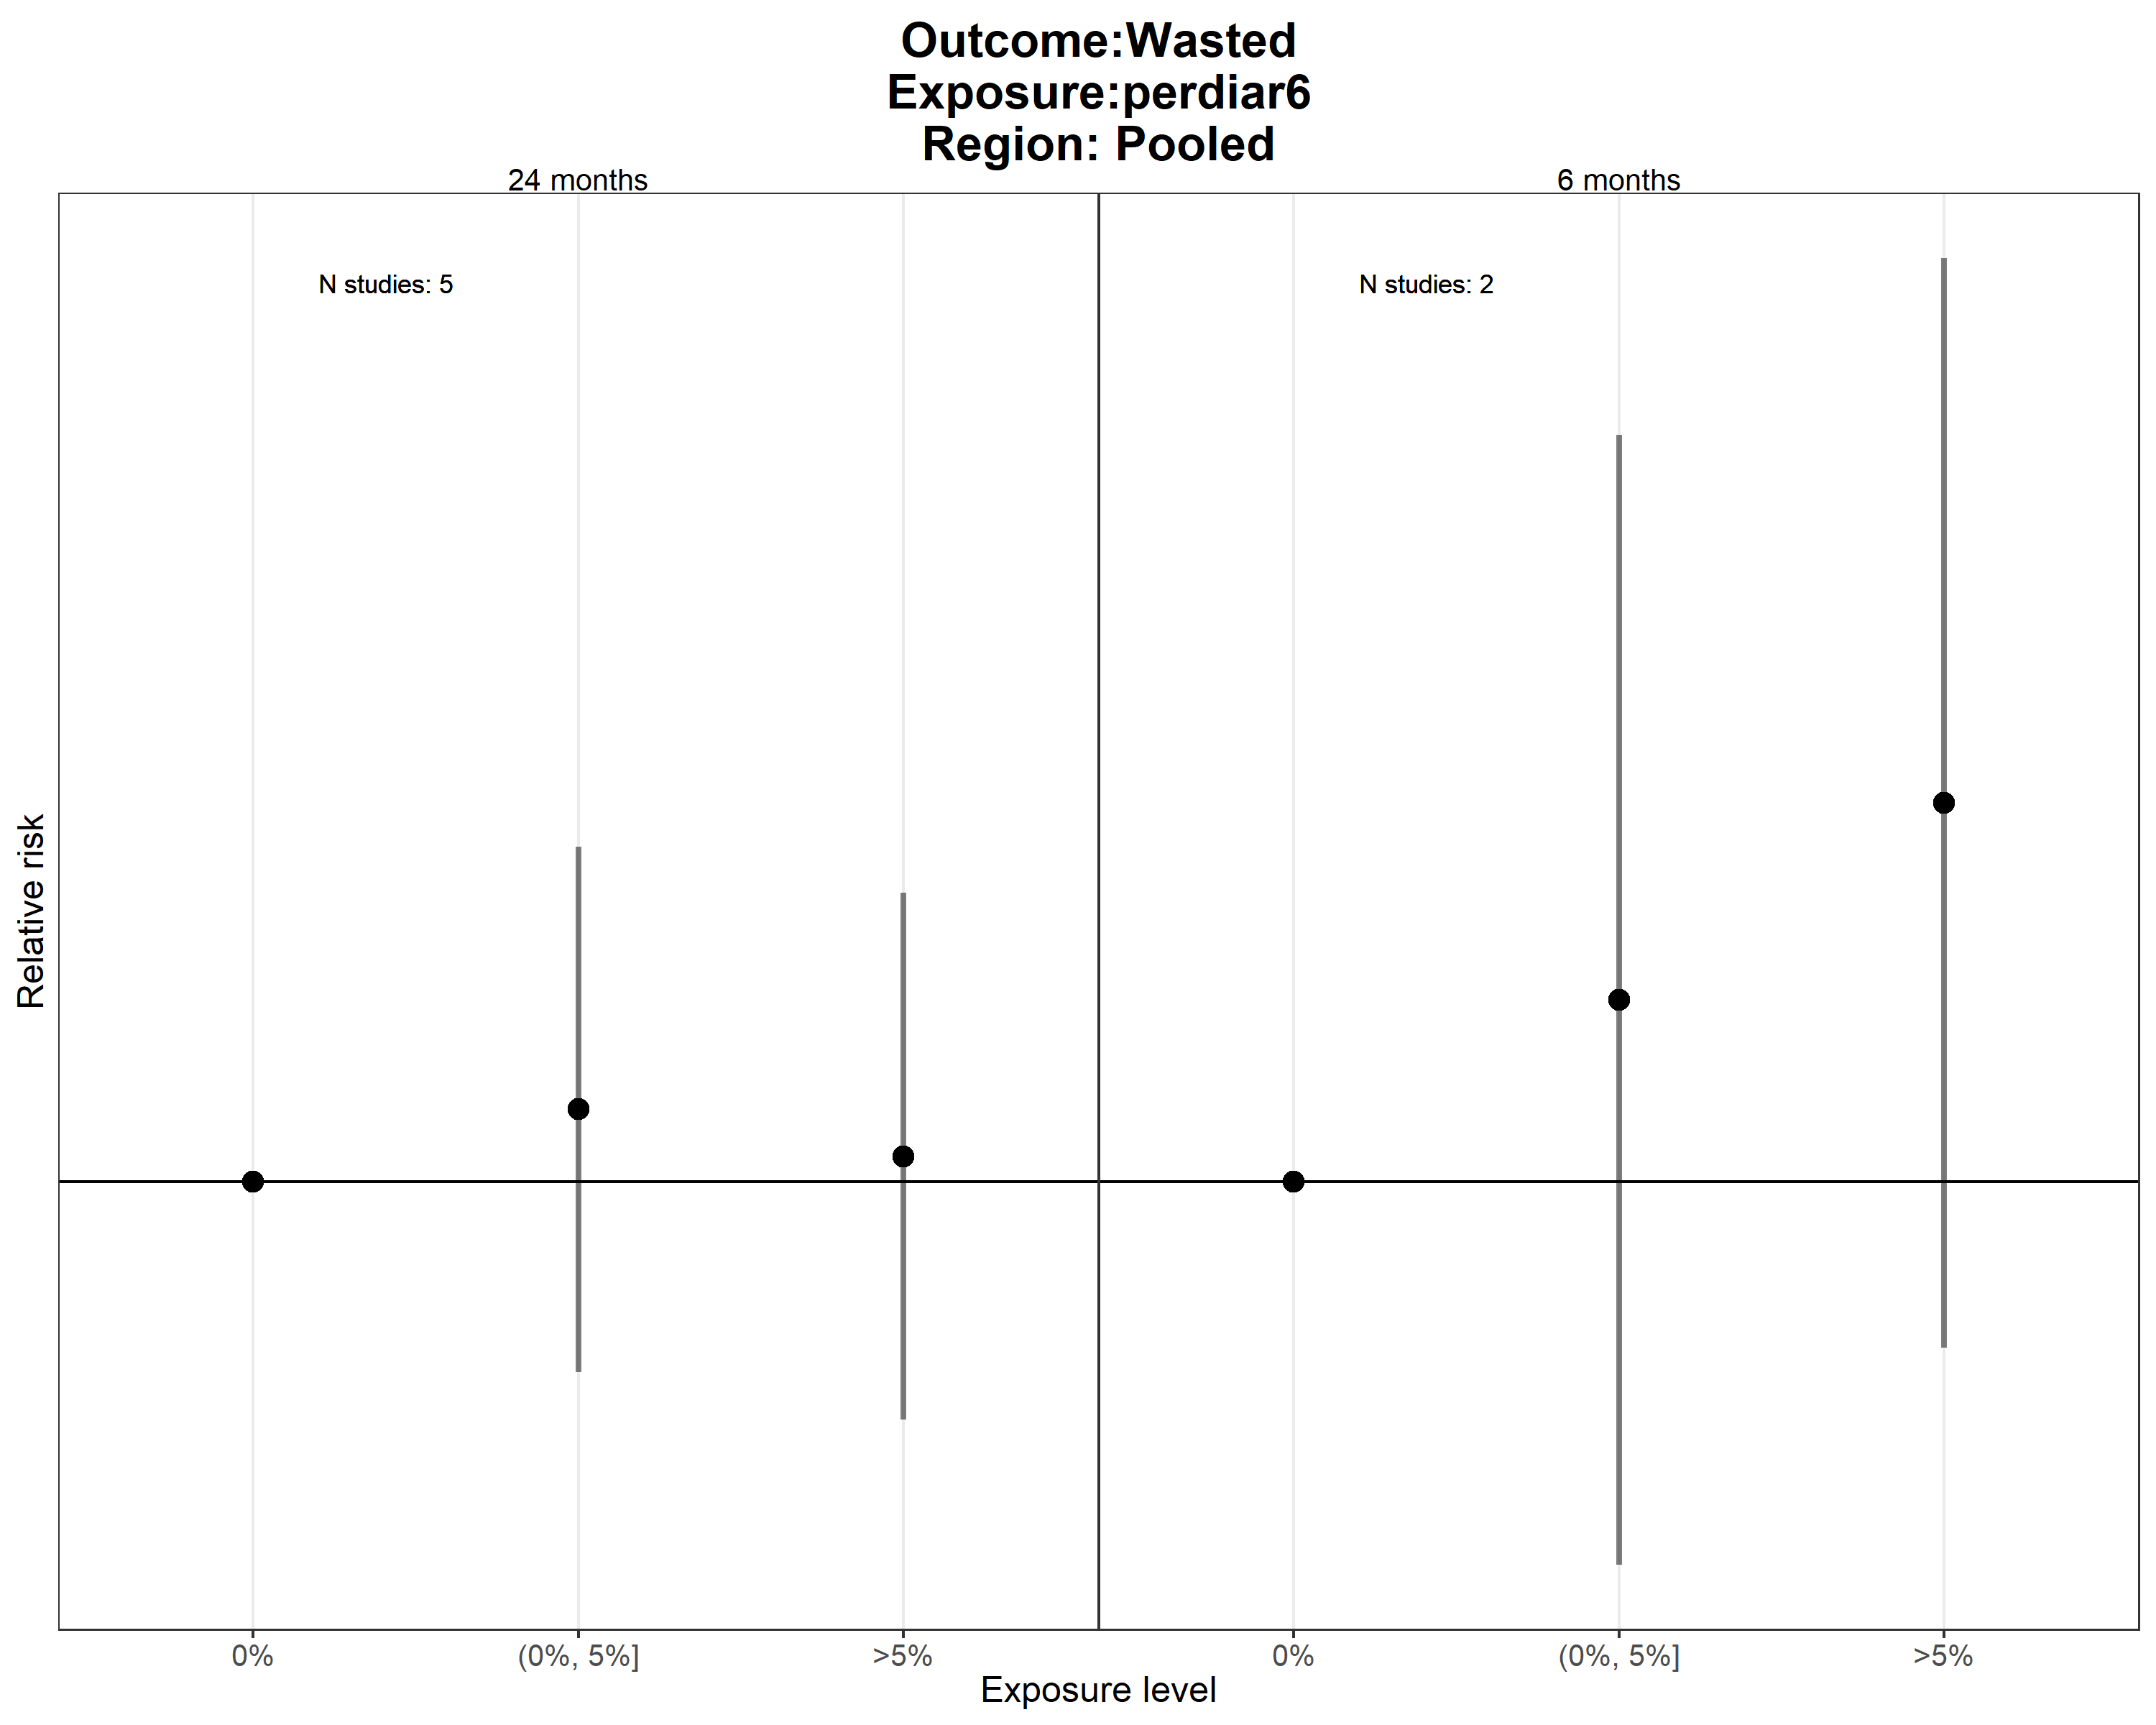 Outcome:Wasted
Exposure:perdiar6
Region: Pooled
24 months
6 months
N studies: 5
N studies: 2
Relative risk
0%
(0%, 5%]
>5%
0%
(0%, 5%]
>5%
Exposure level